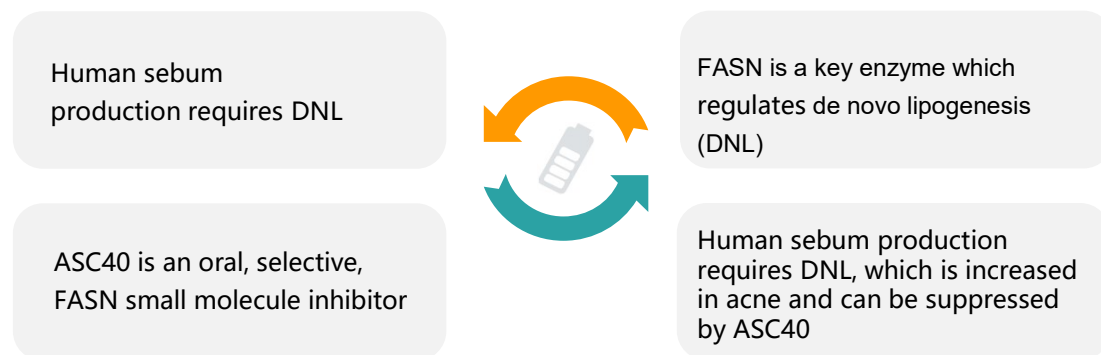 Human sebum
production requires DNL
FASN is a key enzyme which
regulates de novo lipogenesis
(DNL)
ASC40 is an oral, selective,
FASN small molecule inhibitor
Human sebum production
requires DNL, which is increased
in acne and can be suppressed
by ASC40